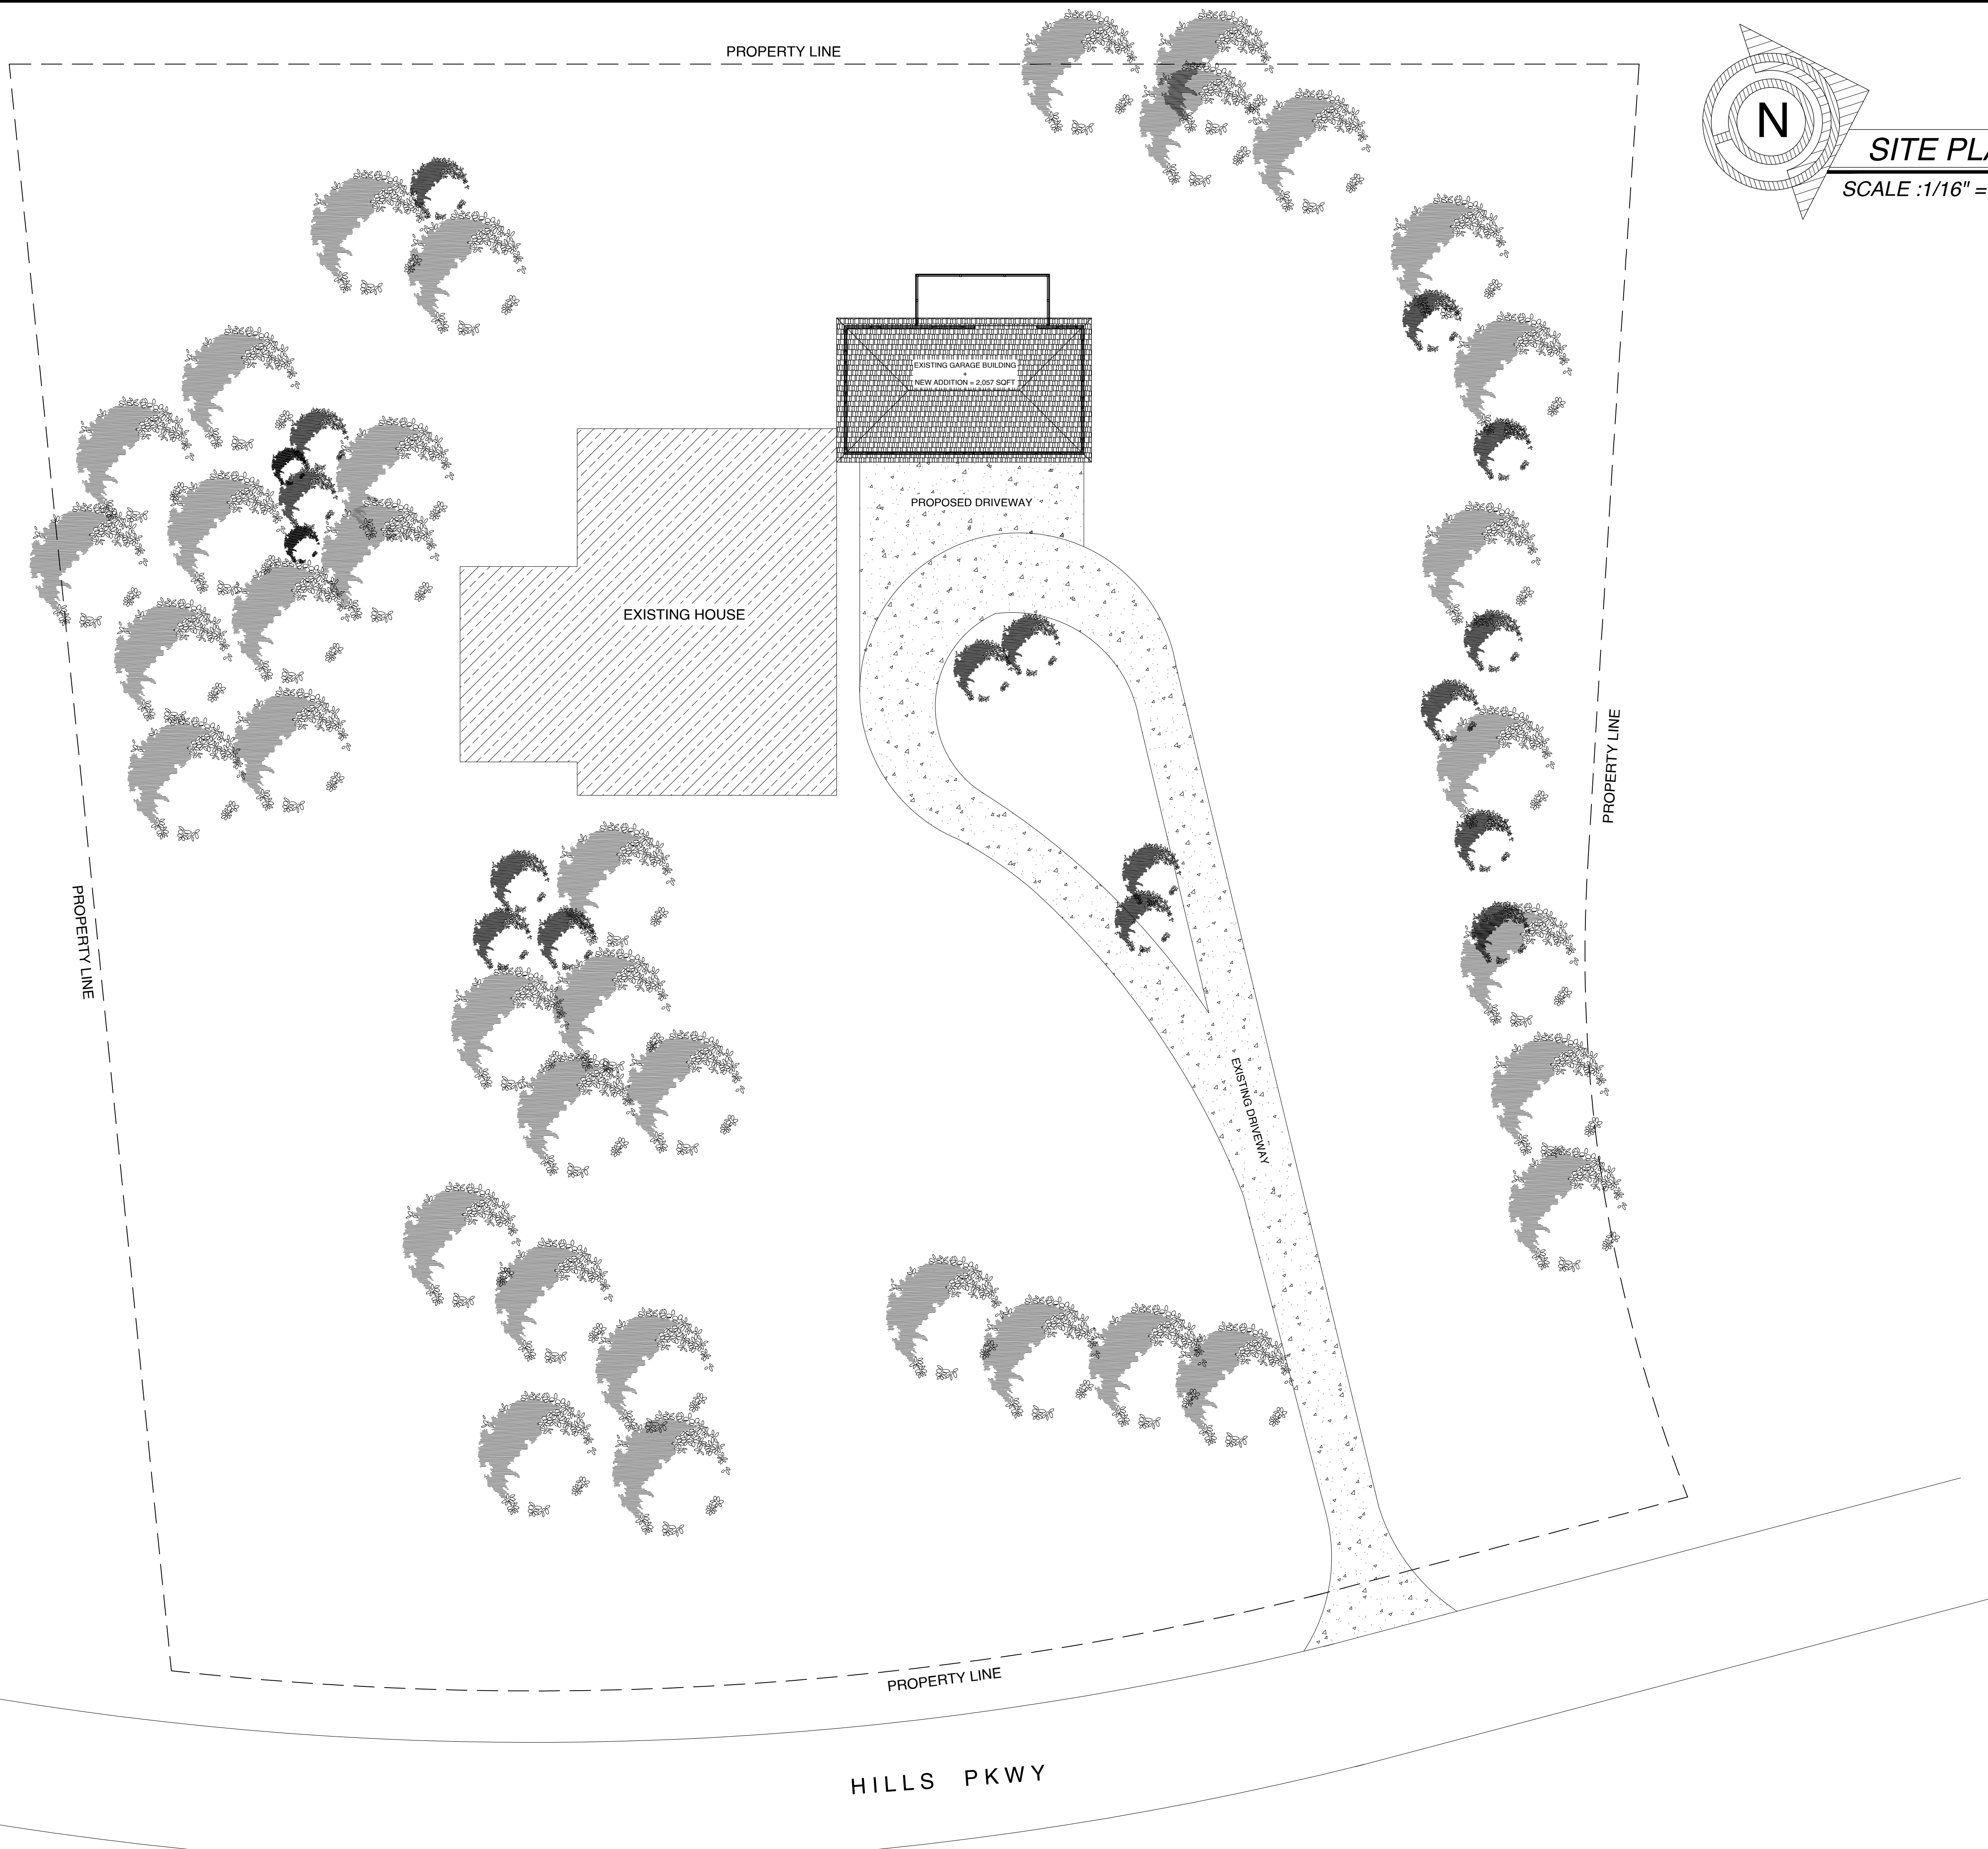 PROPERTY LINE
N
SITE PLA
SCALE :1/16" =
EXISTING GARAGE BUILDING
+
NEW ADDITION = 2,057 SQFT
PROPOSED DRIVEWAY
EXISTING HOUSE
PROPERTY LINE
PROPERTY LINE
EXISTING DRIVEWAY
PROPERTY LINE
HILLS PKWY